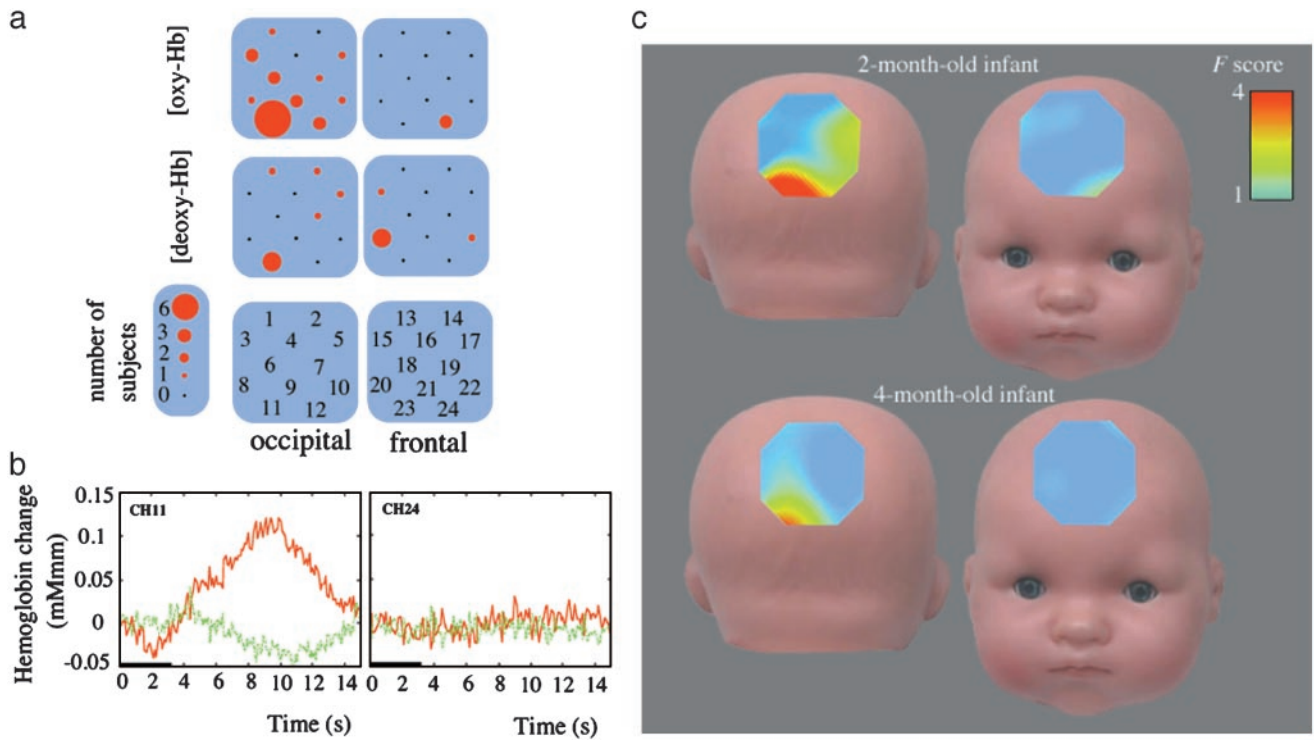 a
[oxy-Hb]
[deoxy-Hb]
number of
subjects
6
3
2
1
0
1 2
3 4 5
6 7
8 9 10
11 12
occipital
13 14
15 16 17
18 19
20 21 22
23 24
frontal
b
Hemoglobin change
(mMmm)
0.15
0.1
0.05
0
-0.05
CH11
0 2 4 6 8 10 12 14
Time (s)
CH24
0 2 4 6 8 10 12 14
Time (s)
c
2-month-old infant
F score
4
1
4-month-old infant